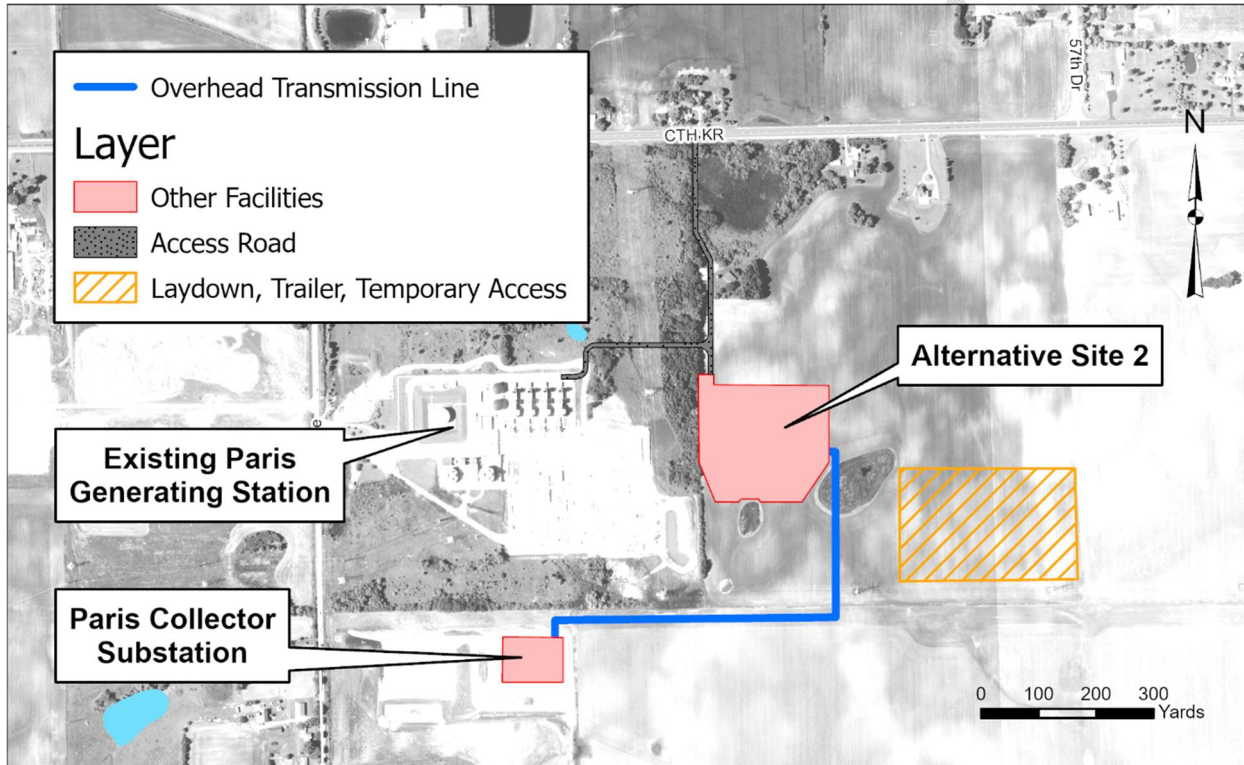 Overhead Transmission Line
Layer
Other Facilities
Access Road
Laydown, Trailer, Temporary Access
CTH KR
57th Dr
N
Alternative Site 2
Existing Paris
Generating Station
Paris Collector
Substation
0 100 200 300
Yards